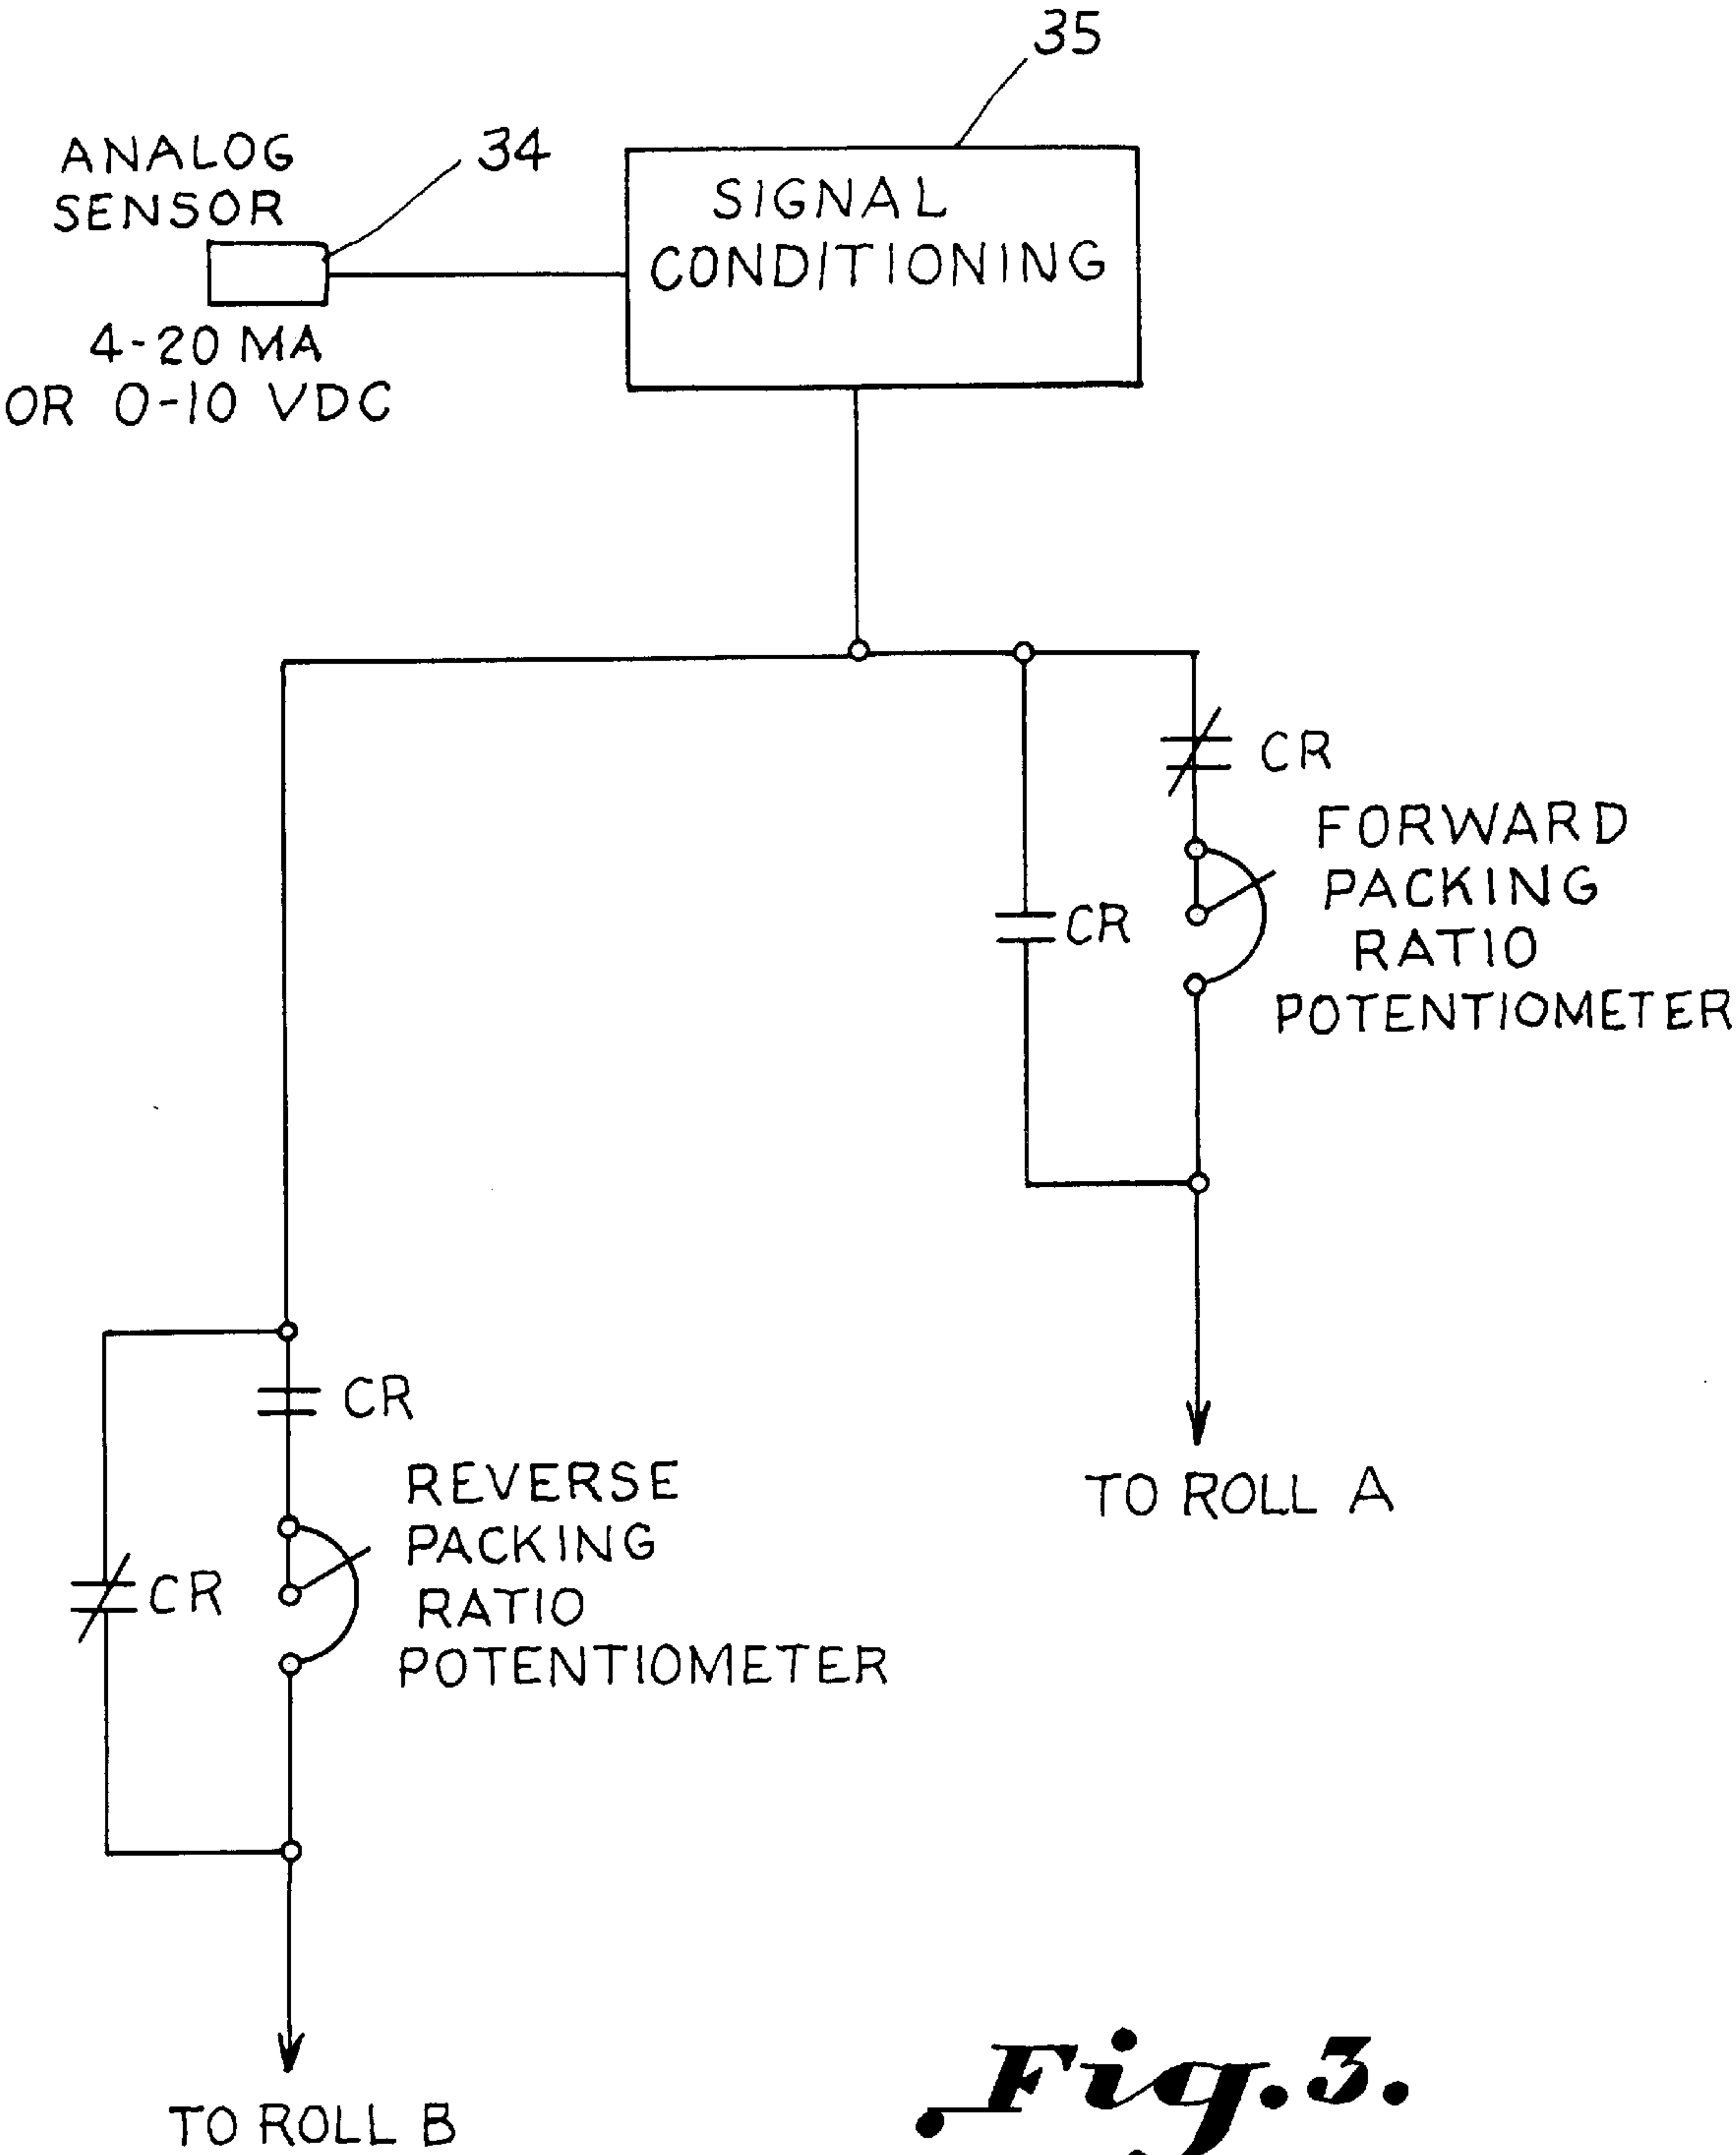 35
ANALOG
SENSOR
34
SIGNAL
CONDITIONING
4-20 MA
OR 0-10 VDC
CR
FORWARD
PACKING
RATIO
POTENTIOMETER
CR
CR
REVERSE
PACKING
RATIO
POTENTIOMETER
CR
TO ROLL A
TO ROLL B
Fig. 3.